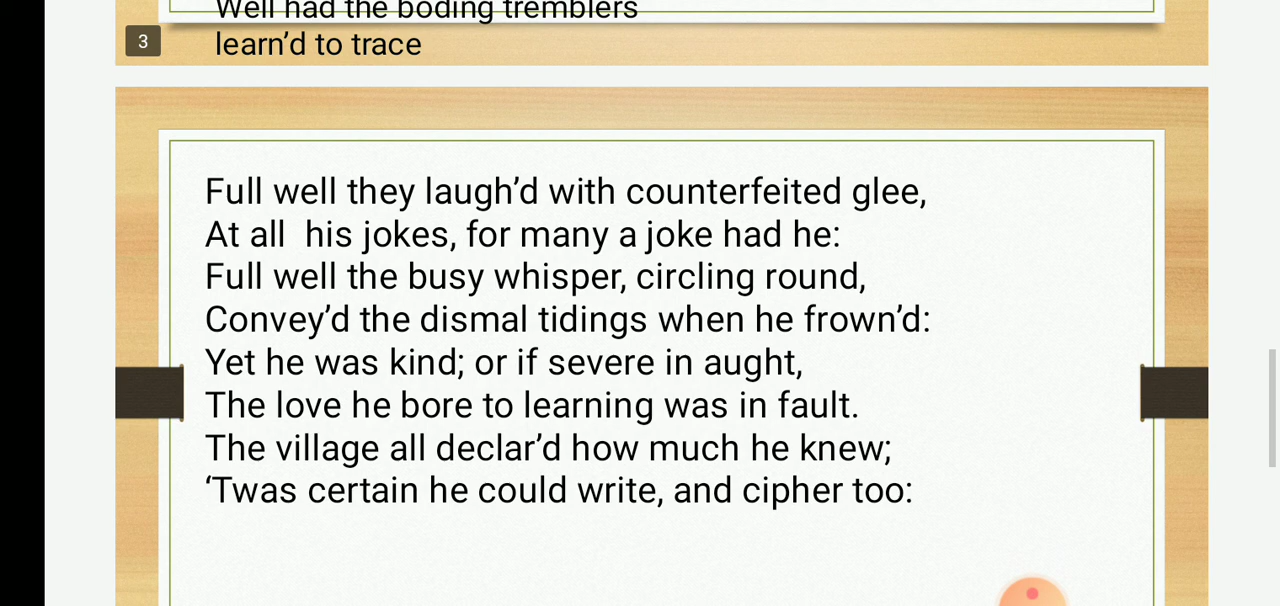 Well had the boding tremblers
learn’d to trace
3
Full well they laugh’d with counterfeited glee,
At all  his jokes, for many a joke had he:
Full well the busy whisper, circling round,
Convey’d the dismal tidings when he frown’d:
Yet he was kind; or if severe in aught,
The love he bore to learning was in fault.
The village all declar’d how much he knew;
‘Twas certain he could write, and cipher too: